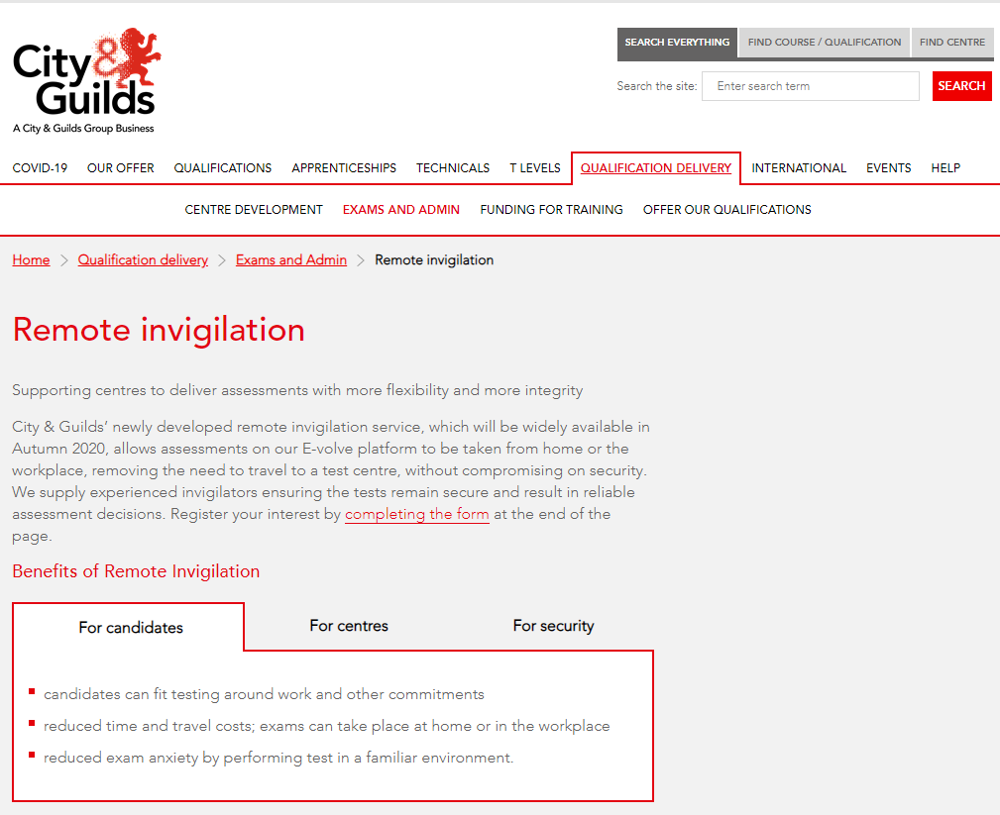 City & Guilds
A City & Guilds Group Business
SEARCH EVERYTHING FIND COURSE / QUALIFICATION FIND CENTRE
Search the site: Enter search term SEARCH
COVID-19 OUR OFFER QUALIFICATIONS APPRENTICESHIPS TECHNICALS T LEVELS QUALIFICATION DELIVERY INTERNATIONAL EVENTS HELP
CENTRE DEVELOPMENT EXAMS AND ADMIN FUNDING FOR TRAINING OFFER OUR QUALIFICATIONS
Home > Qualification delivery > Exams and Admin > Remote invigilation
Remote invigilation
Supporting centres to deliver assessments with more flexibility and more integrity
City & Guilds’ newly developed remote invigilation service, which will be widely available in
Autumn 2020, allows assessments on our E-volve platform to be taken from home or the
workplace, removing the need to travel to a test centre, without compromising on security.
We supply experienced invigilators ensuring the tests remain secure and result in reliable
assessment decisions. Register your interest by completing the form at the end of the
page.
Benefits of Remote Invigilation
For candidates For centres For security
candidates can fit testing around work and other commitments
reduced time and travel costs; exams can take place at home or in the workplace
reduced exam anxiety by performing test in a familiar environment.